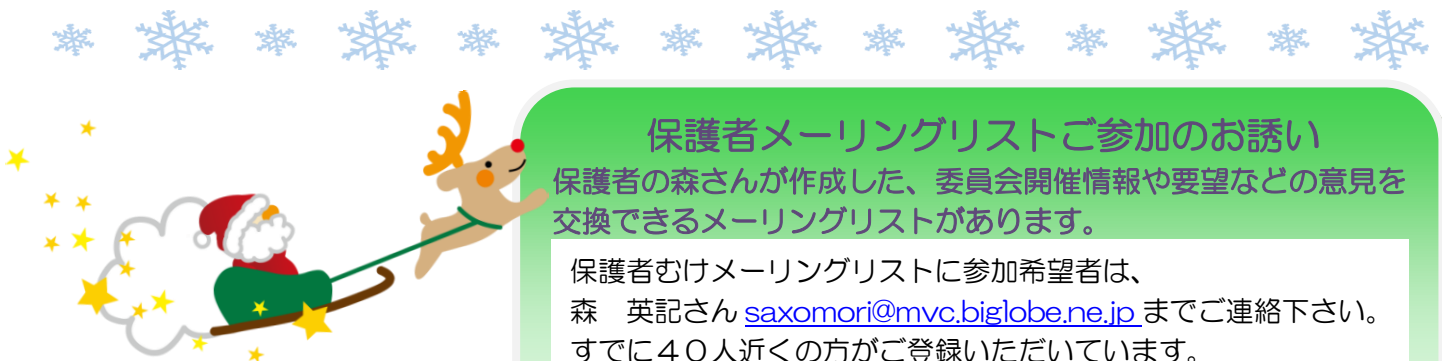 保護者メーリングリストご参加のお誘い
保護者の森さんが作成した、委員会開催情報や要望などの意見を
交換できるメーリングリストがあります。
保護者むけメーリングリストに参加希望者は、
森　英記さん saxomori@mvc.biglobe.ne.jp までご連絡下さい。
すでに４０人近くの方がご登録いただいています。